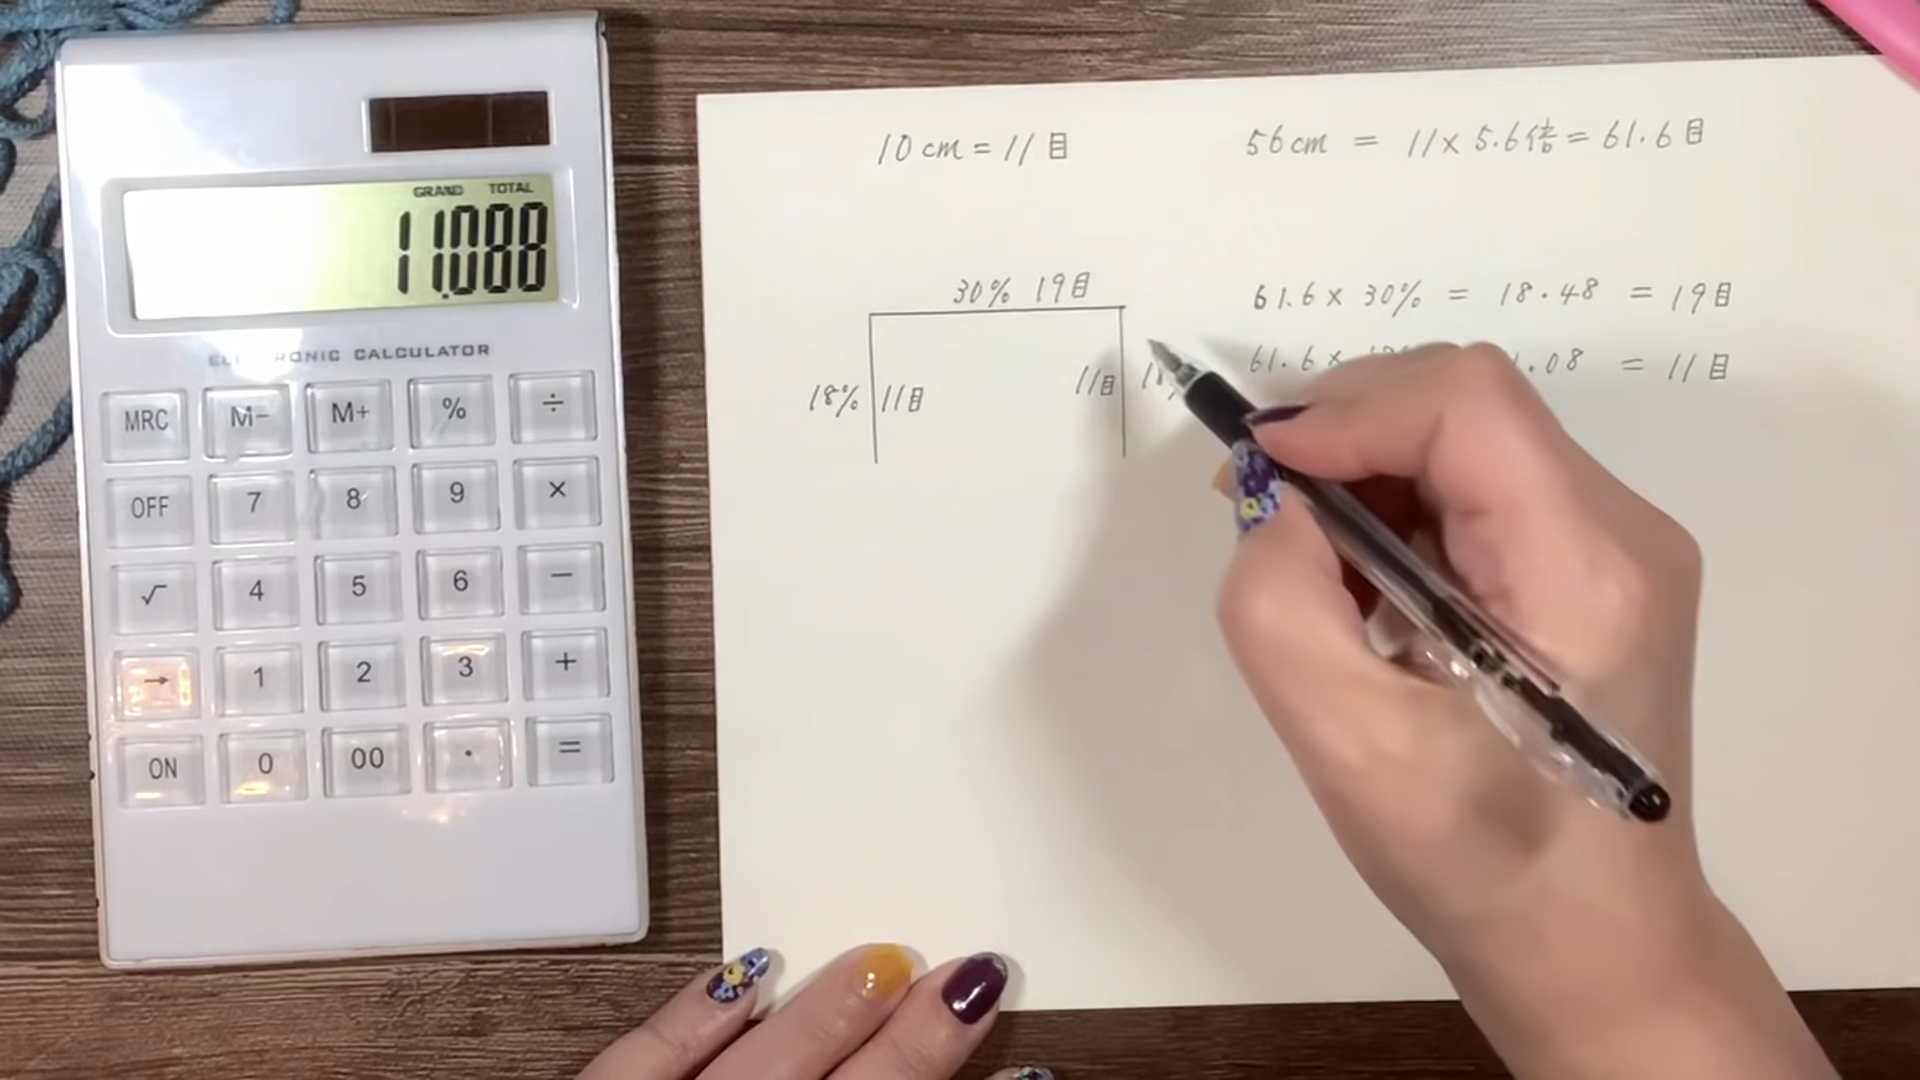 GRAND TOTAL
11.088
CALCULATOR
MRC M− M+ % ÷
OFF 7 8 9 ×
√ 4 5 6 −
→ 1 2 3 +
ON 0 00 · =
10cm = 11目
56cm = 11 × 5.6倍 = 61.6目
30% 19目
18% 11目
11目
61.6 × 30% = 18.48 = 19目
61.6 × .08 = 11目